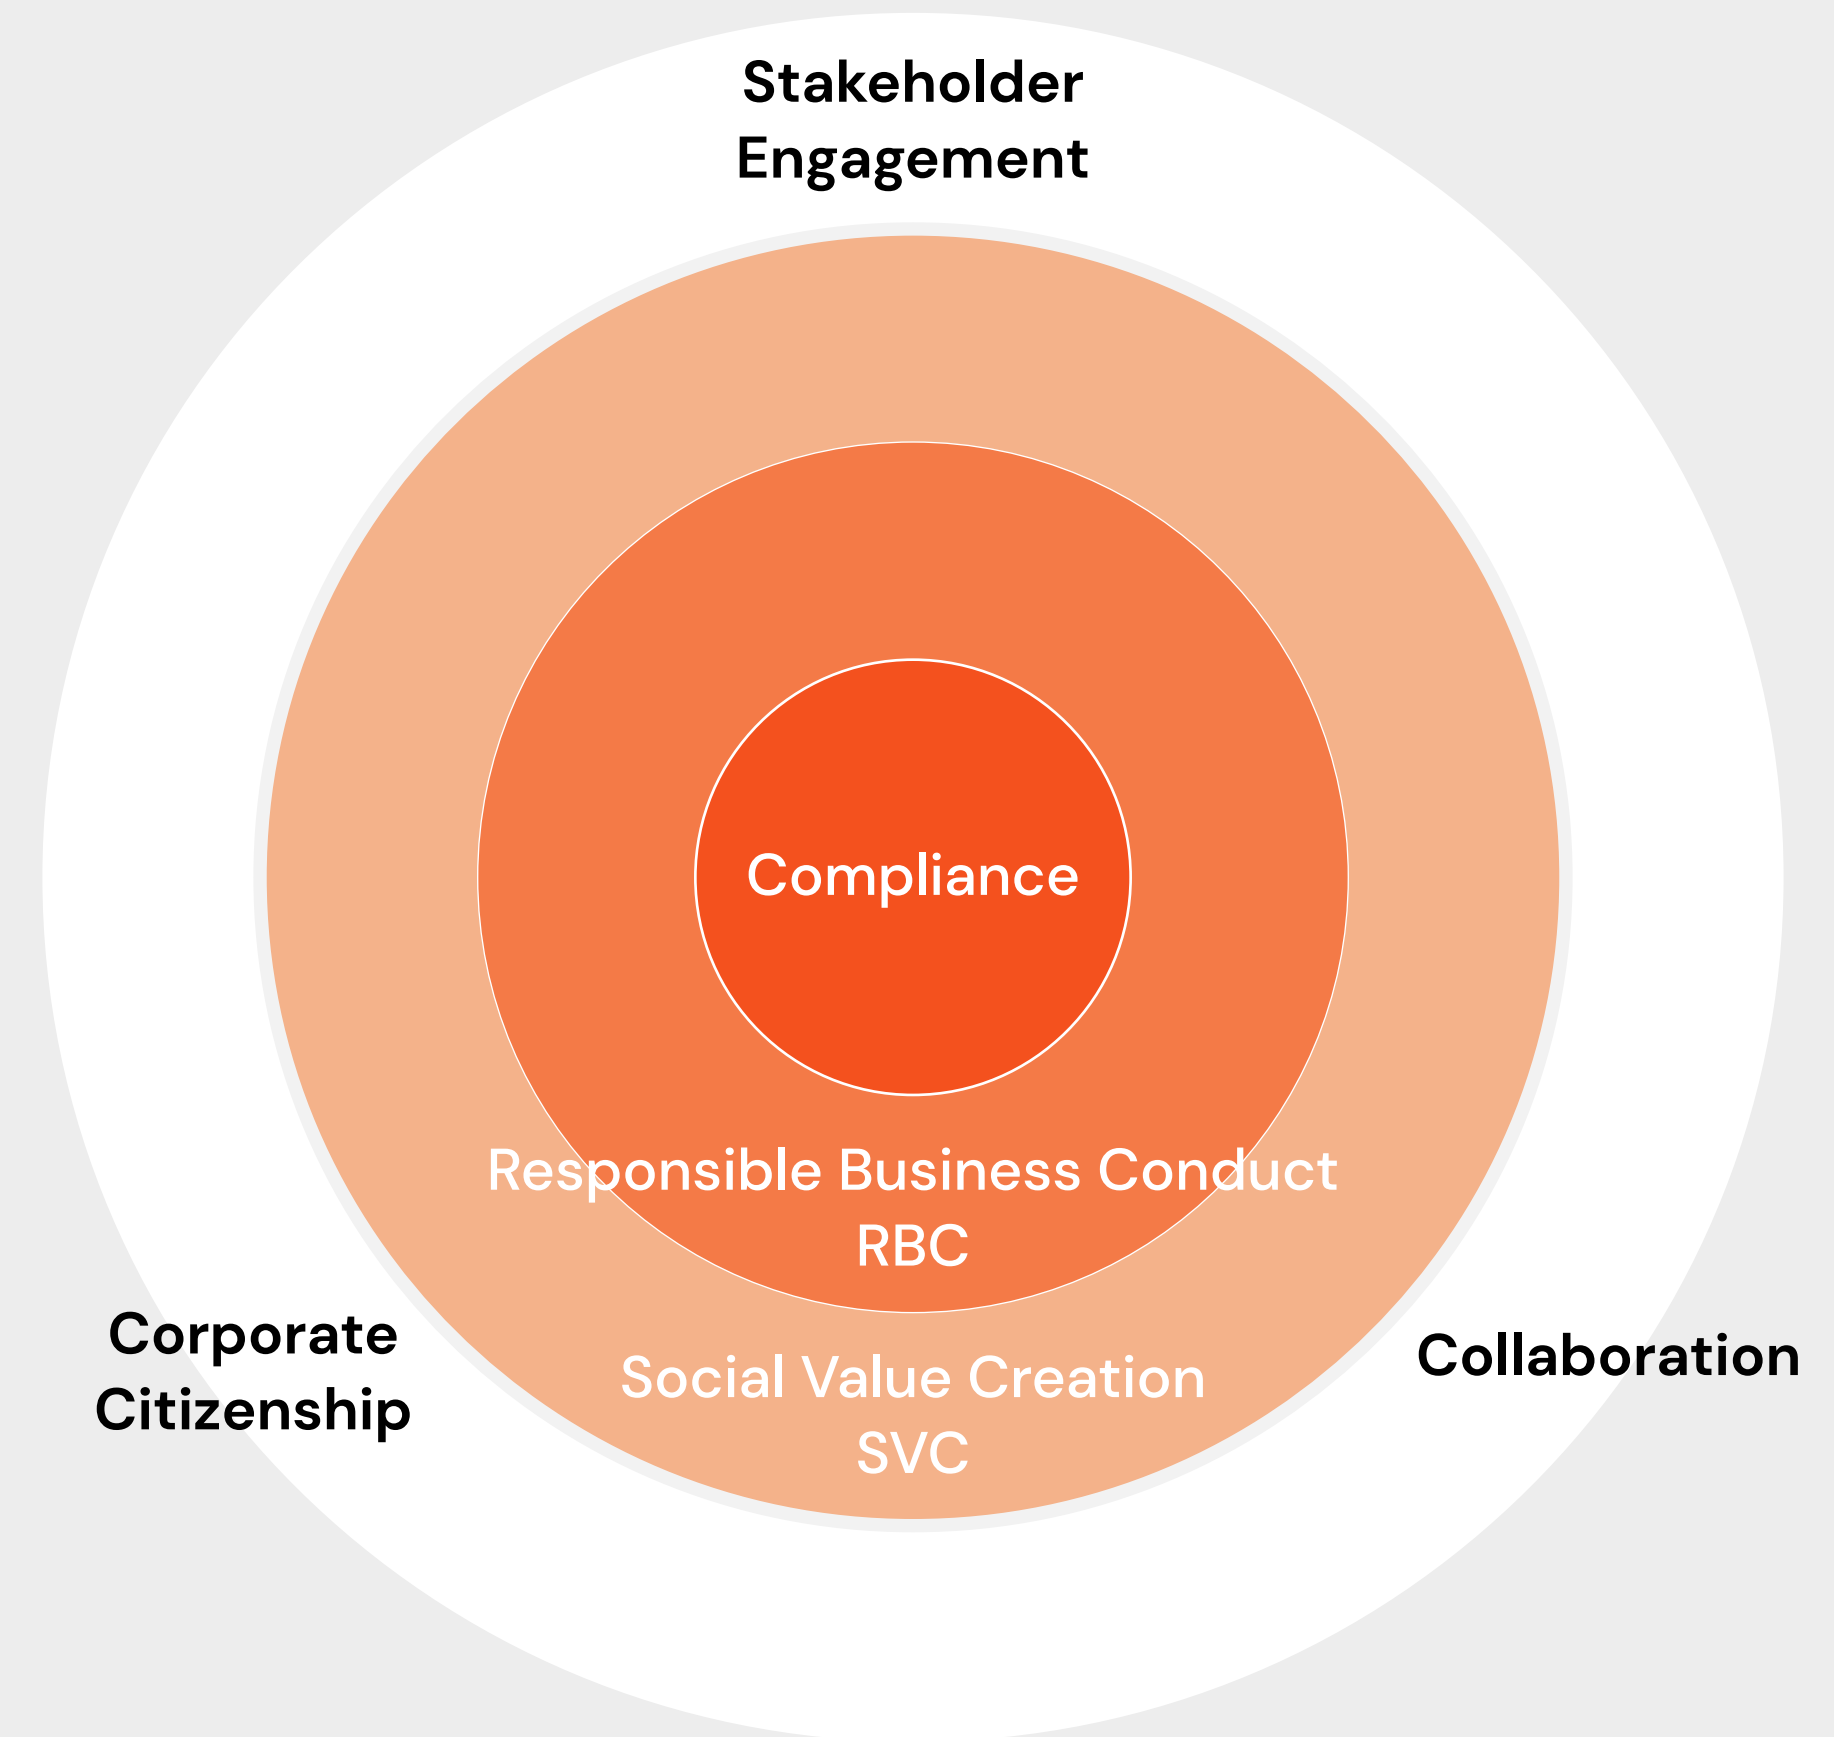 Stakeholder
Engagement
Compliance
Responsible Business Conduct
RBC
Corporate
Citizenship
Collaboration
Social Value Creation
SVC